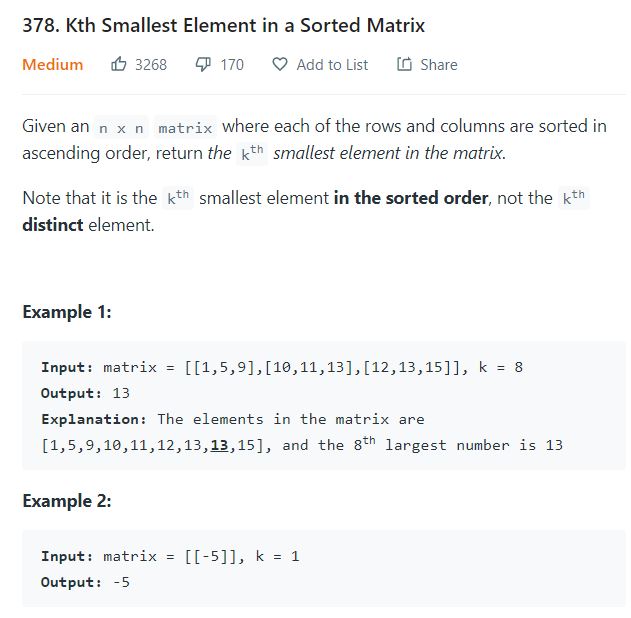 378. Kth Smallest Element in a Sorted Matrix
Medium 3268 170 Add to List Share
Given an n x n matrix where each of the rows and columns are sorted in
ascending order, return the kth smallest element in the matrix.
Note that it is the kth smallest element in the sorted order, not the kth
distinct element.
Example 1:
Input: matrix = [[1,5,9],[10,11,13],[12,13,15]], k = 8
Output: 13
Explanation: The elements in the matrix are
[1,5,9,10,11,12,13,13,15], and the 8th largest number is 13
Example 2:
Input: matrix = [[-5]], k = 1
Output: -5